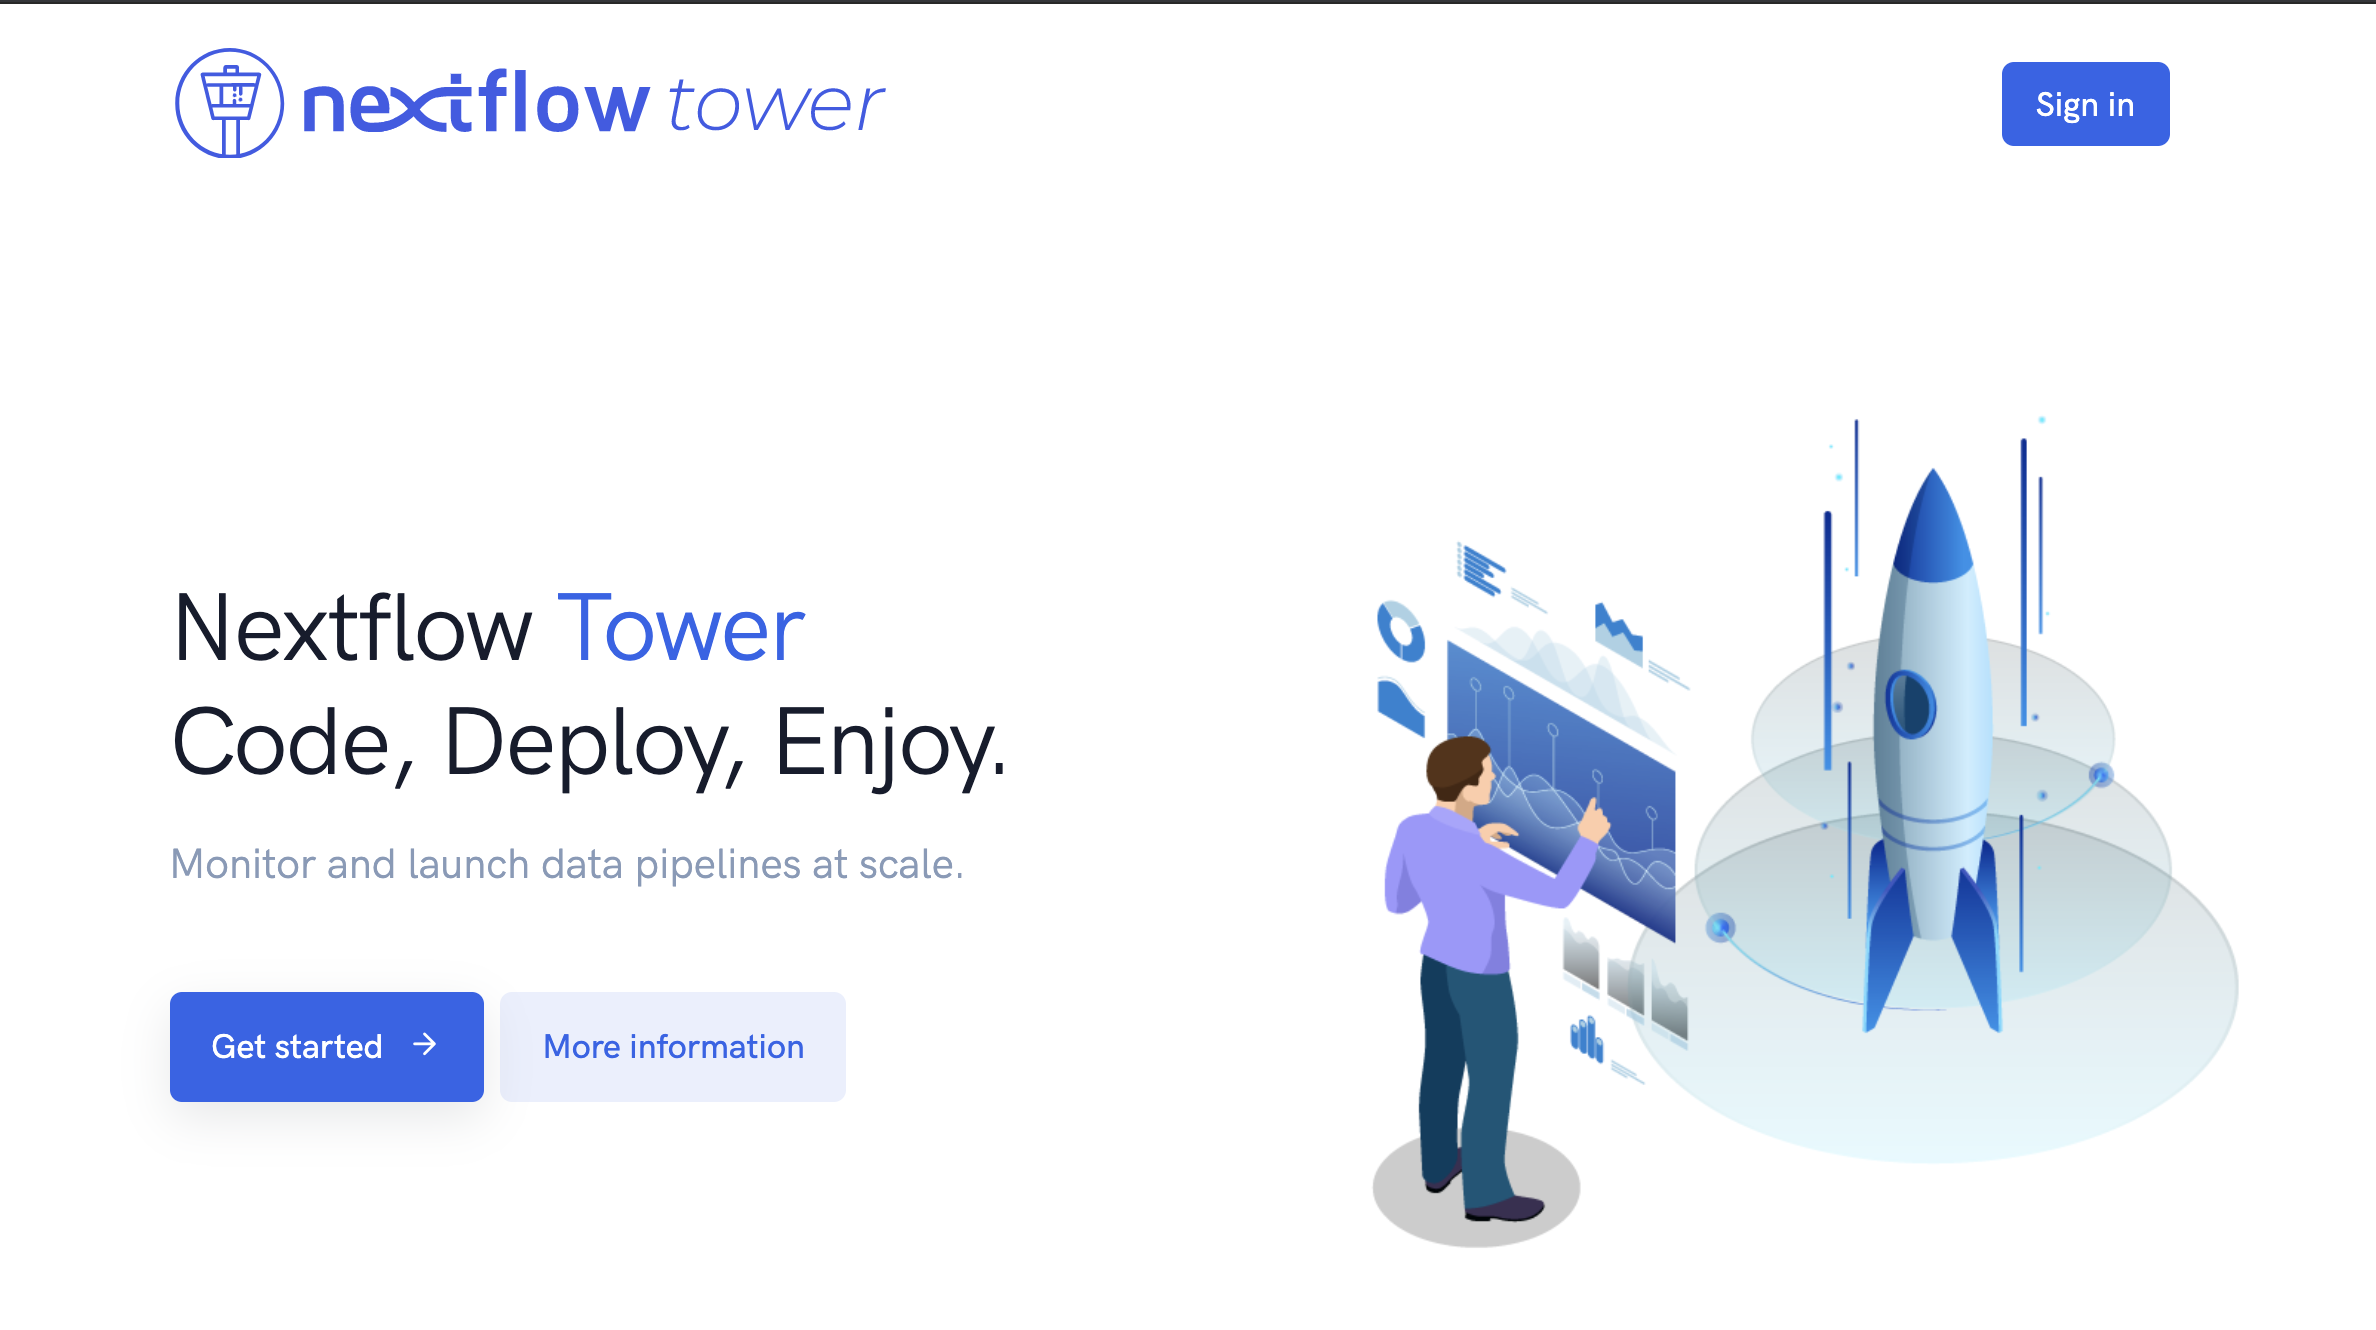 nextflow tower
Sign in
Nextflow Tower
Code, Deploy, Enjoy.
Monitor and launch data pipelines at scale.
Get started →
More information